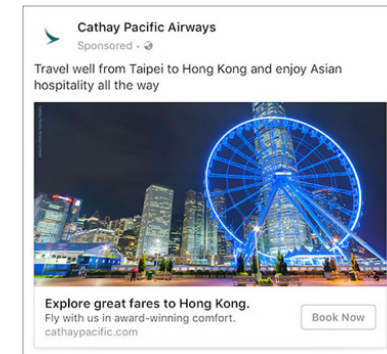 Cathay Pacific Airways
Sponsored ·
Travel well from Taipei to Hong Kong and enjoy Asian
hospitality all the way
Explore great fares to Hong Kong.
Fly with us in award-winning comfort.
cathaypacific.com
Book Now